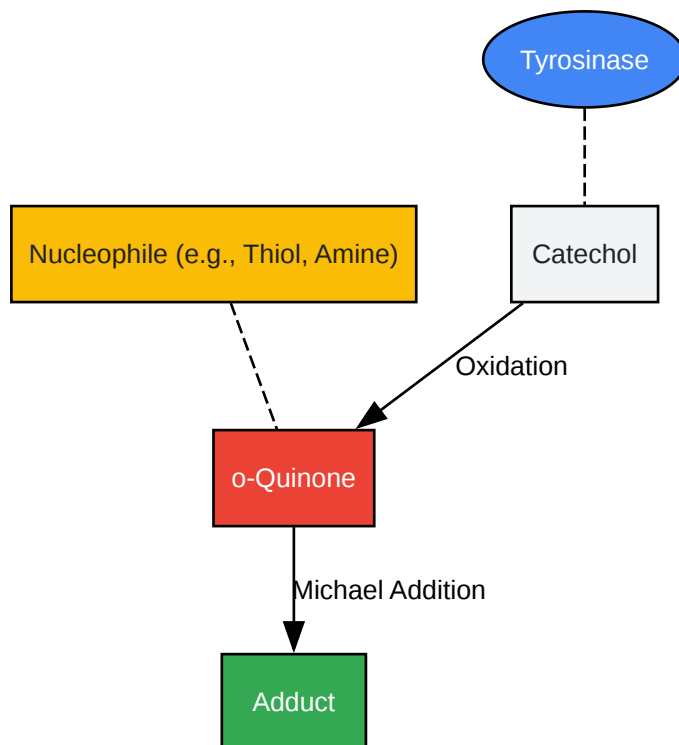 Tyrosinase
Nucleophile (e.g., Thiol, Amine)
Catechol
Oxidation
o-Quinone
Michael Addition
Adduct